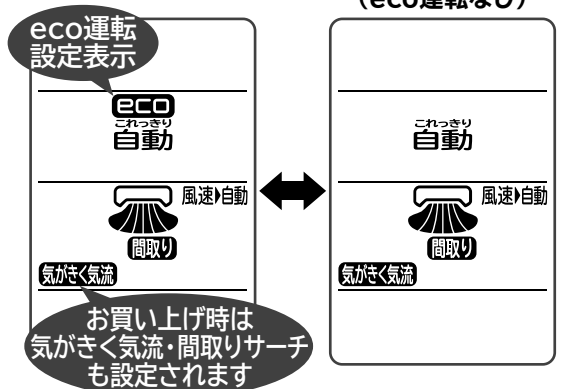 (eco運転なし)
eco運転
設定表示
eco
これっきり
自動
風速▶自動
間取り
気がきく気流
お買い上げ時は
気がきく気流・間取りサーチ
も設定されます
これっきり
自動
風速▶自動
間取り
気がきく気流